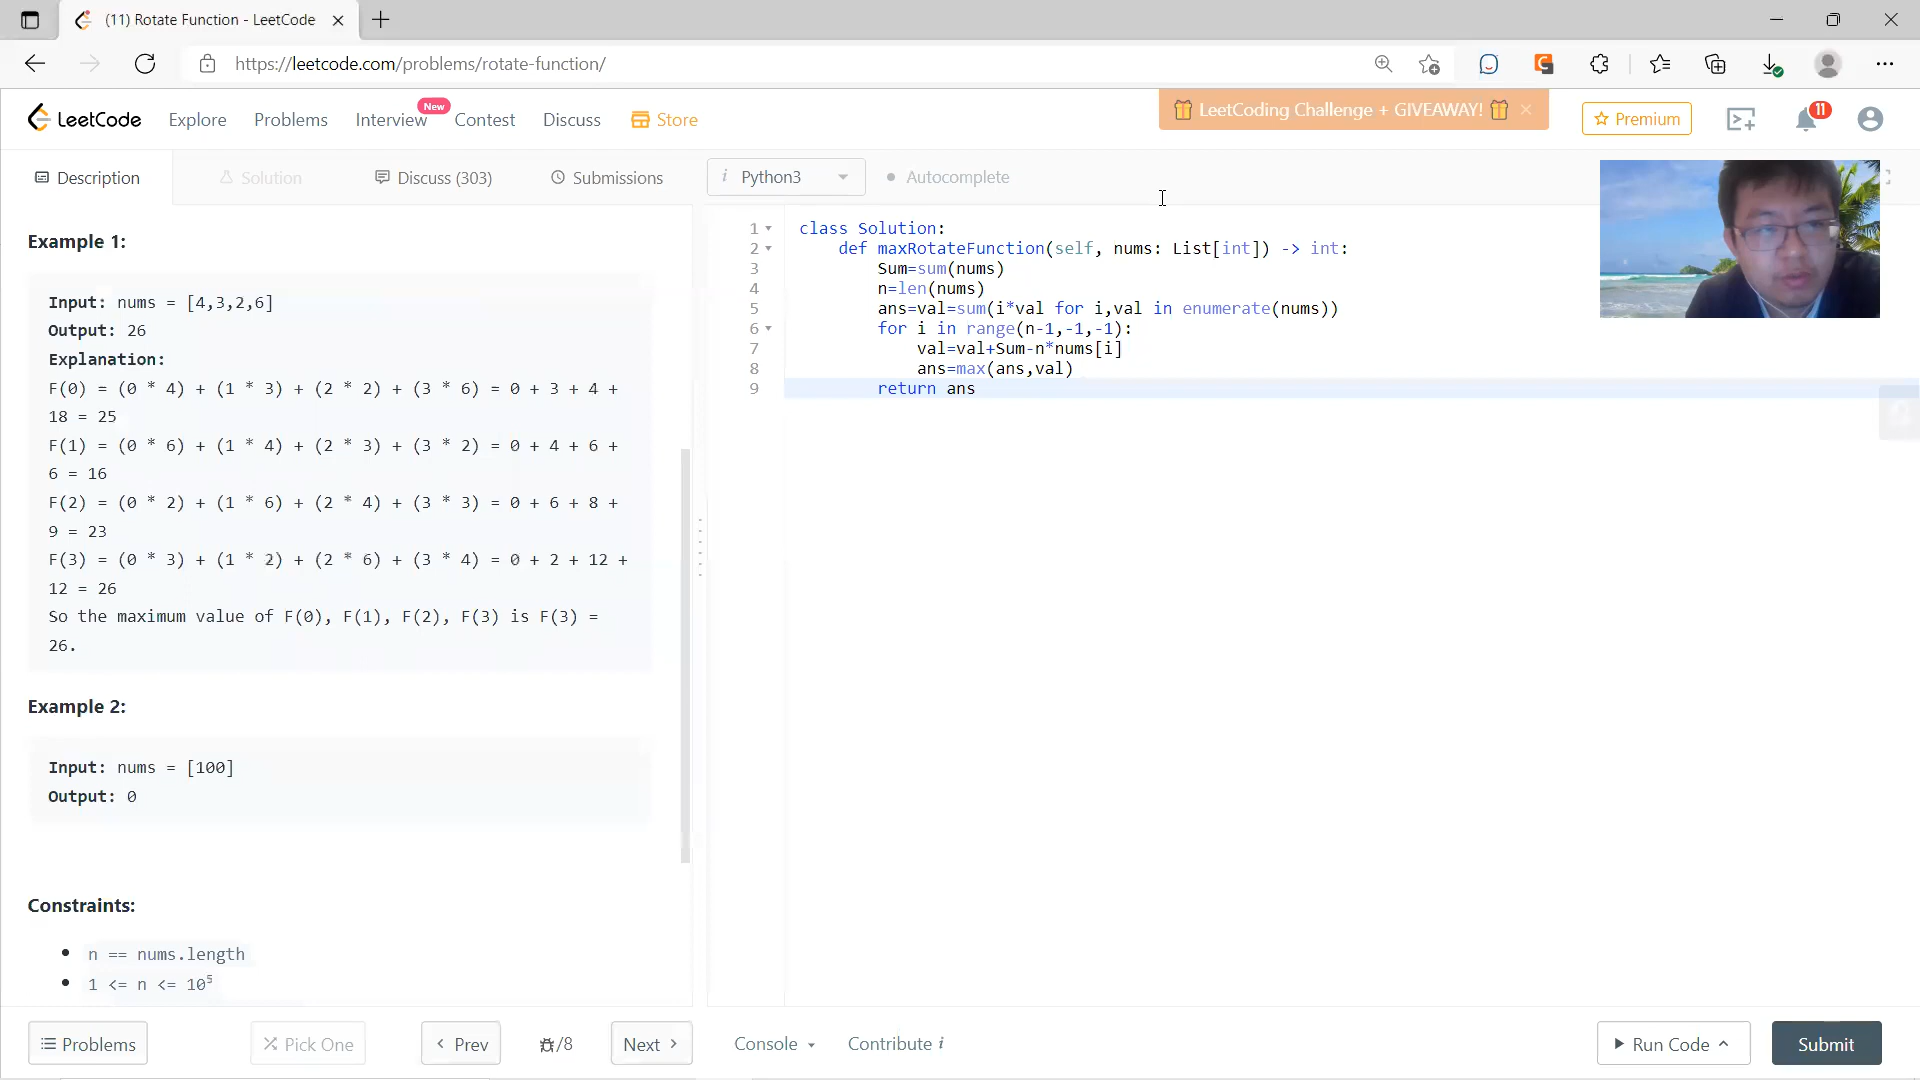 (11) Rotate Function - LeetCode
https://leetcode.com/problems/rotate-function/
LeetCode
Explore
Problems
Interview
New
Contest
Discuss
Store
LeetCoding Challenge + GIVEAWAY!
Premium
11
Description
Solution
Discuss (303)
Submissions
i Python3
Autocomplete
Example 1:
Input: nums = [4,3,2,6]
Output: 26
Explanation:
F(0) = (0 * 4) + (1 * 3) + (2 * 2) + (3 * 6) = 0 + 3 + 4 +
18 = 25
F(1) = (0 * 6) + (1 * 4) + (2 * 3) + (3 * 2) = 0 + 4 + 6 +
6 = 16
F(2) = (0 * 2) + (1 * 6) + (2 * 4) + (3 * 3) = 0 + 6 + 8 +
9 = 23
F(3) = (0 * 3) + (1 * 2) + (2 * 6) + (3 * 4) = 0 + 2 + 12 +
12 = 26
So the maximum value of F(0), F(1), F(2), F(3) is F(3) =
26.
Example 2:
Input: nums = [100]
Output: 0
Constraints:
n == nums.length
1 <= n <= 10⁵
1 class Solution:
2 def maxRotateFunction(self, nums: List[int]) -> int:
3 Sum=sum(nums)
4 n=len(nums)
5 ans=val=sum(i*val for i,val in enumerate(nums))
6 for i in range(n-1,-1,-1):
7 val=val+Sum-n*nums[i]
8 ans=max(ans,val)
9 return ans
Problems
Pick One
Prev
/8
Next
Console
Contribute i
Run Code
Submit